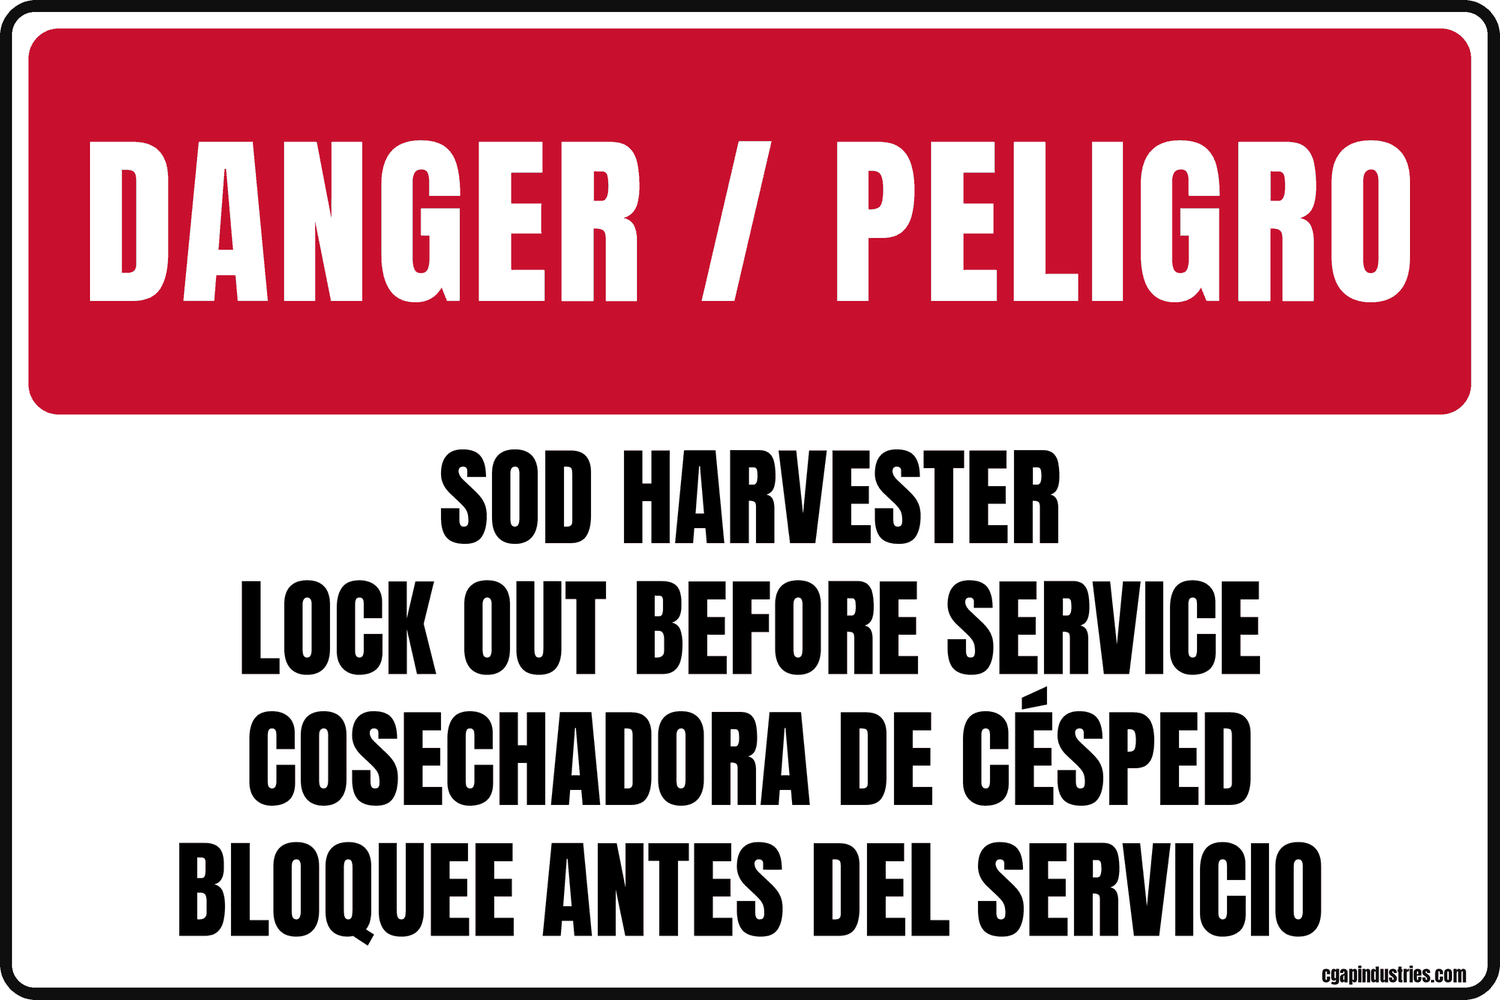 DANGER / PELIGRO
SOD HARVESTER
LOCK OUT BEFORE SERVICE
COSECHADORA DE CÉSPED
BLOQUEE ANTES DEL SERVICIO
cgapindustries.com